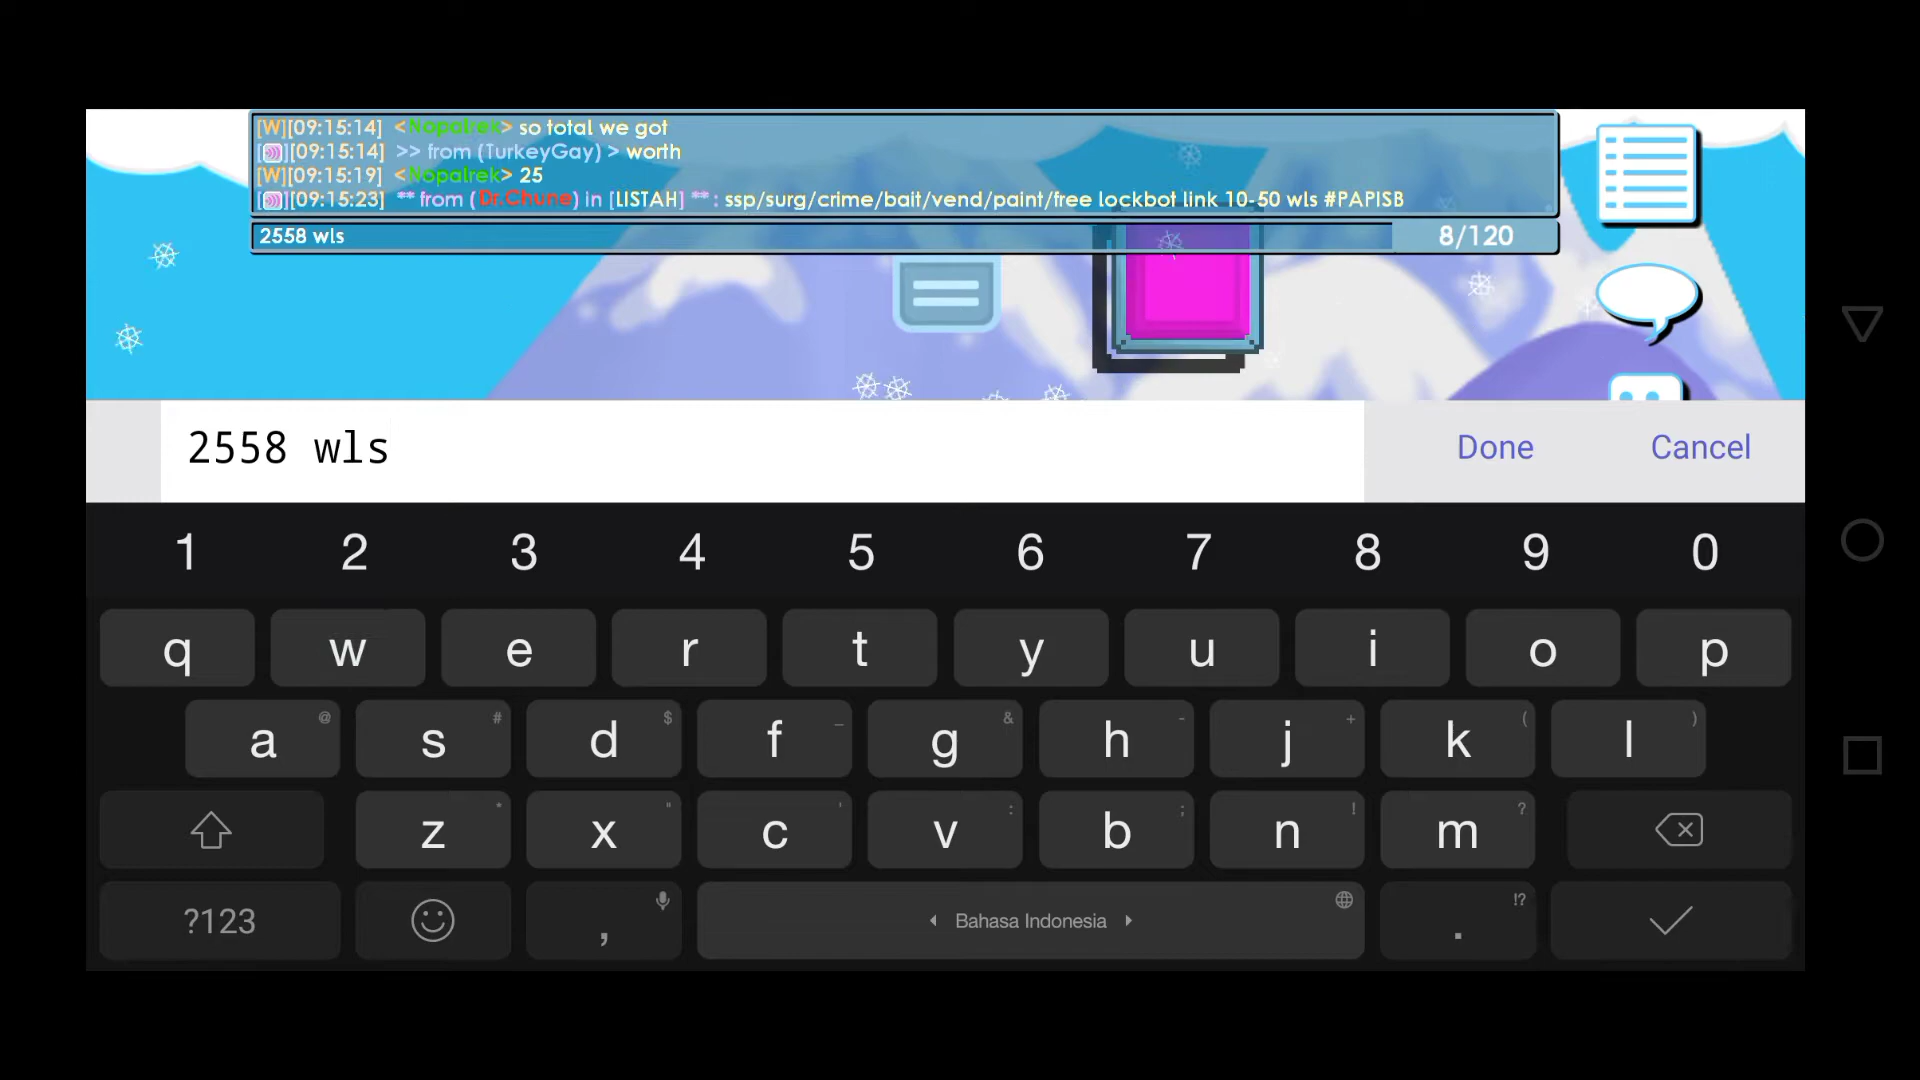 [W][09:15:14] <Nopalrek> so total we got
[09:15:14] >> from (TurkeyGay) > worth
[W][09:15:19] <Nopalrek> 25
[09:15:23] ** from (Dr.Chune) in [LISTAH] ** : ssp/surg/crime/bait/vend/paint/free lockbot link 10-50 wls #PAPISB
2558 wls 8/120
2558 wls Done Cancel
1 2 3 4 5 6 7 8 9 0
q w e r t y u i o p
@ # $ _ & - + ( )
a s d f g h j k l
* " ' : ; ! ?
z x c v b n m
!?
?123 , Bahasa Indonesia .